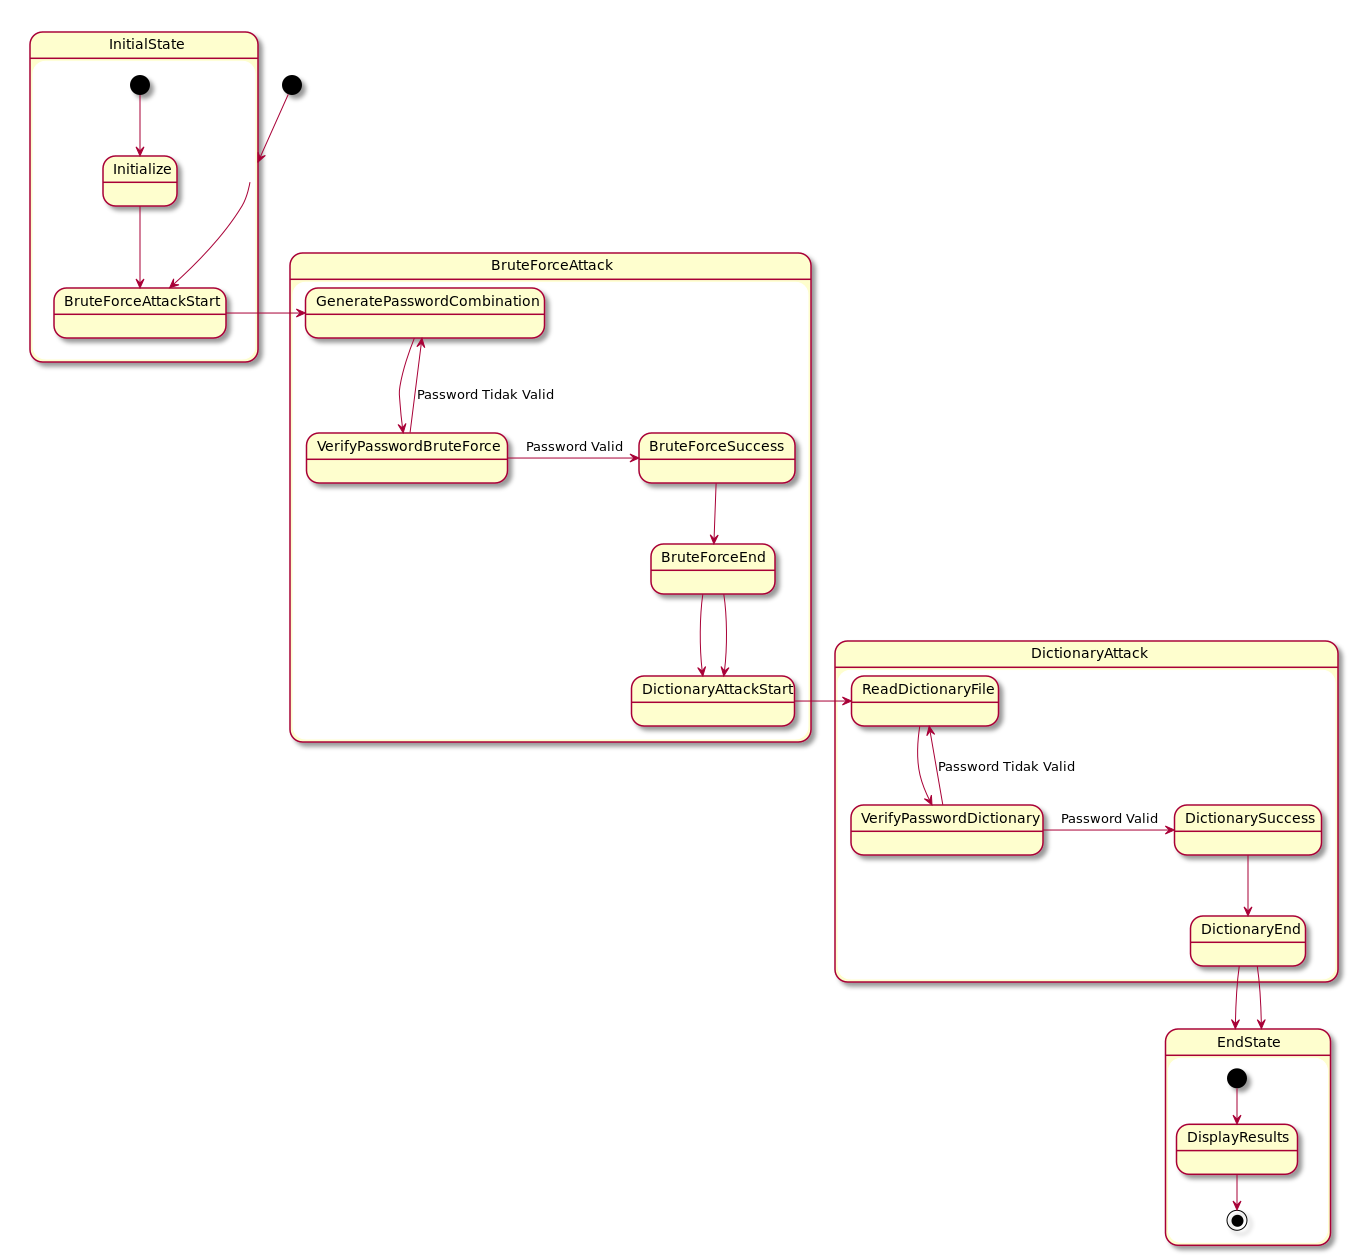 InitialState
Initialize
BruteForceAttackStart
BruteForceAttack
GeneratePasswordCombination
Password Tidak Valid
VerifyPasswordBruteForce
Password Valid
BruteForceSuccess
BruteForceEnd
DictionaryAttackStart
DictionaryAttack
ReadDictionaryFile
Password Tidak Valid
VerifyPasswordDictionary
Password Valid
DictionarySuccess
DictionaryEnd
EndState
DisplayResults